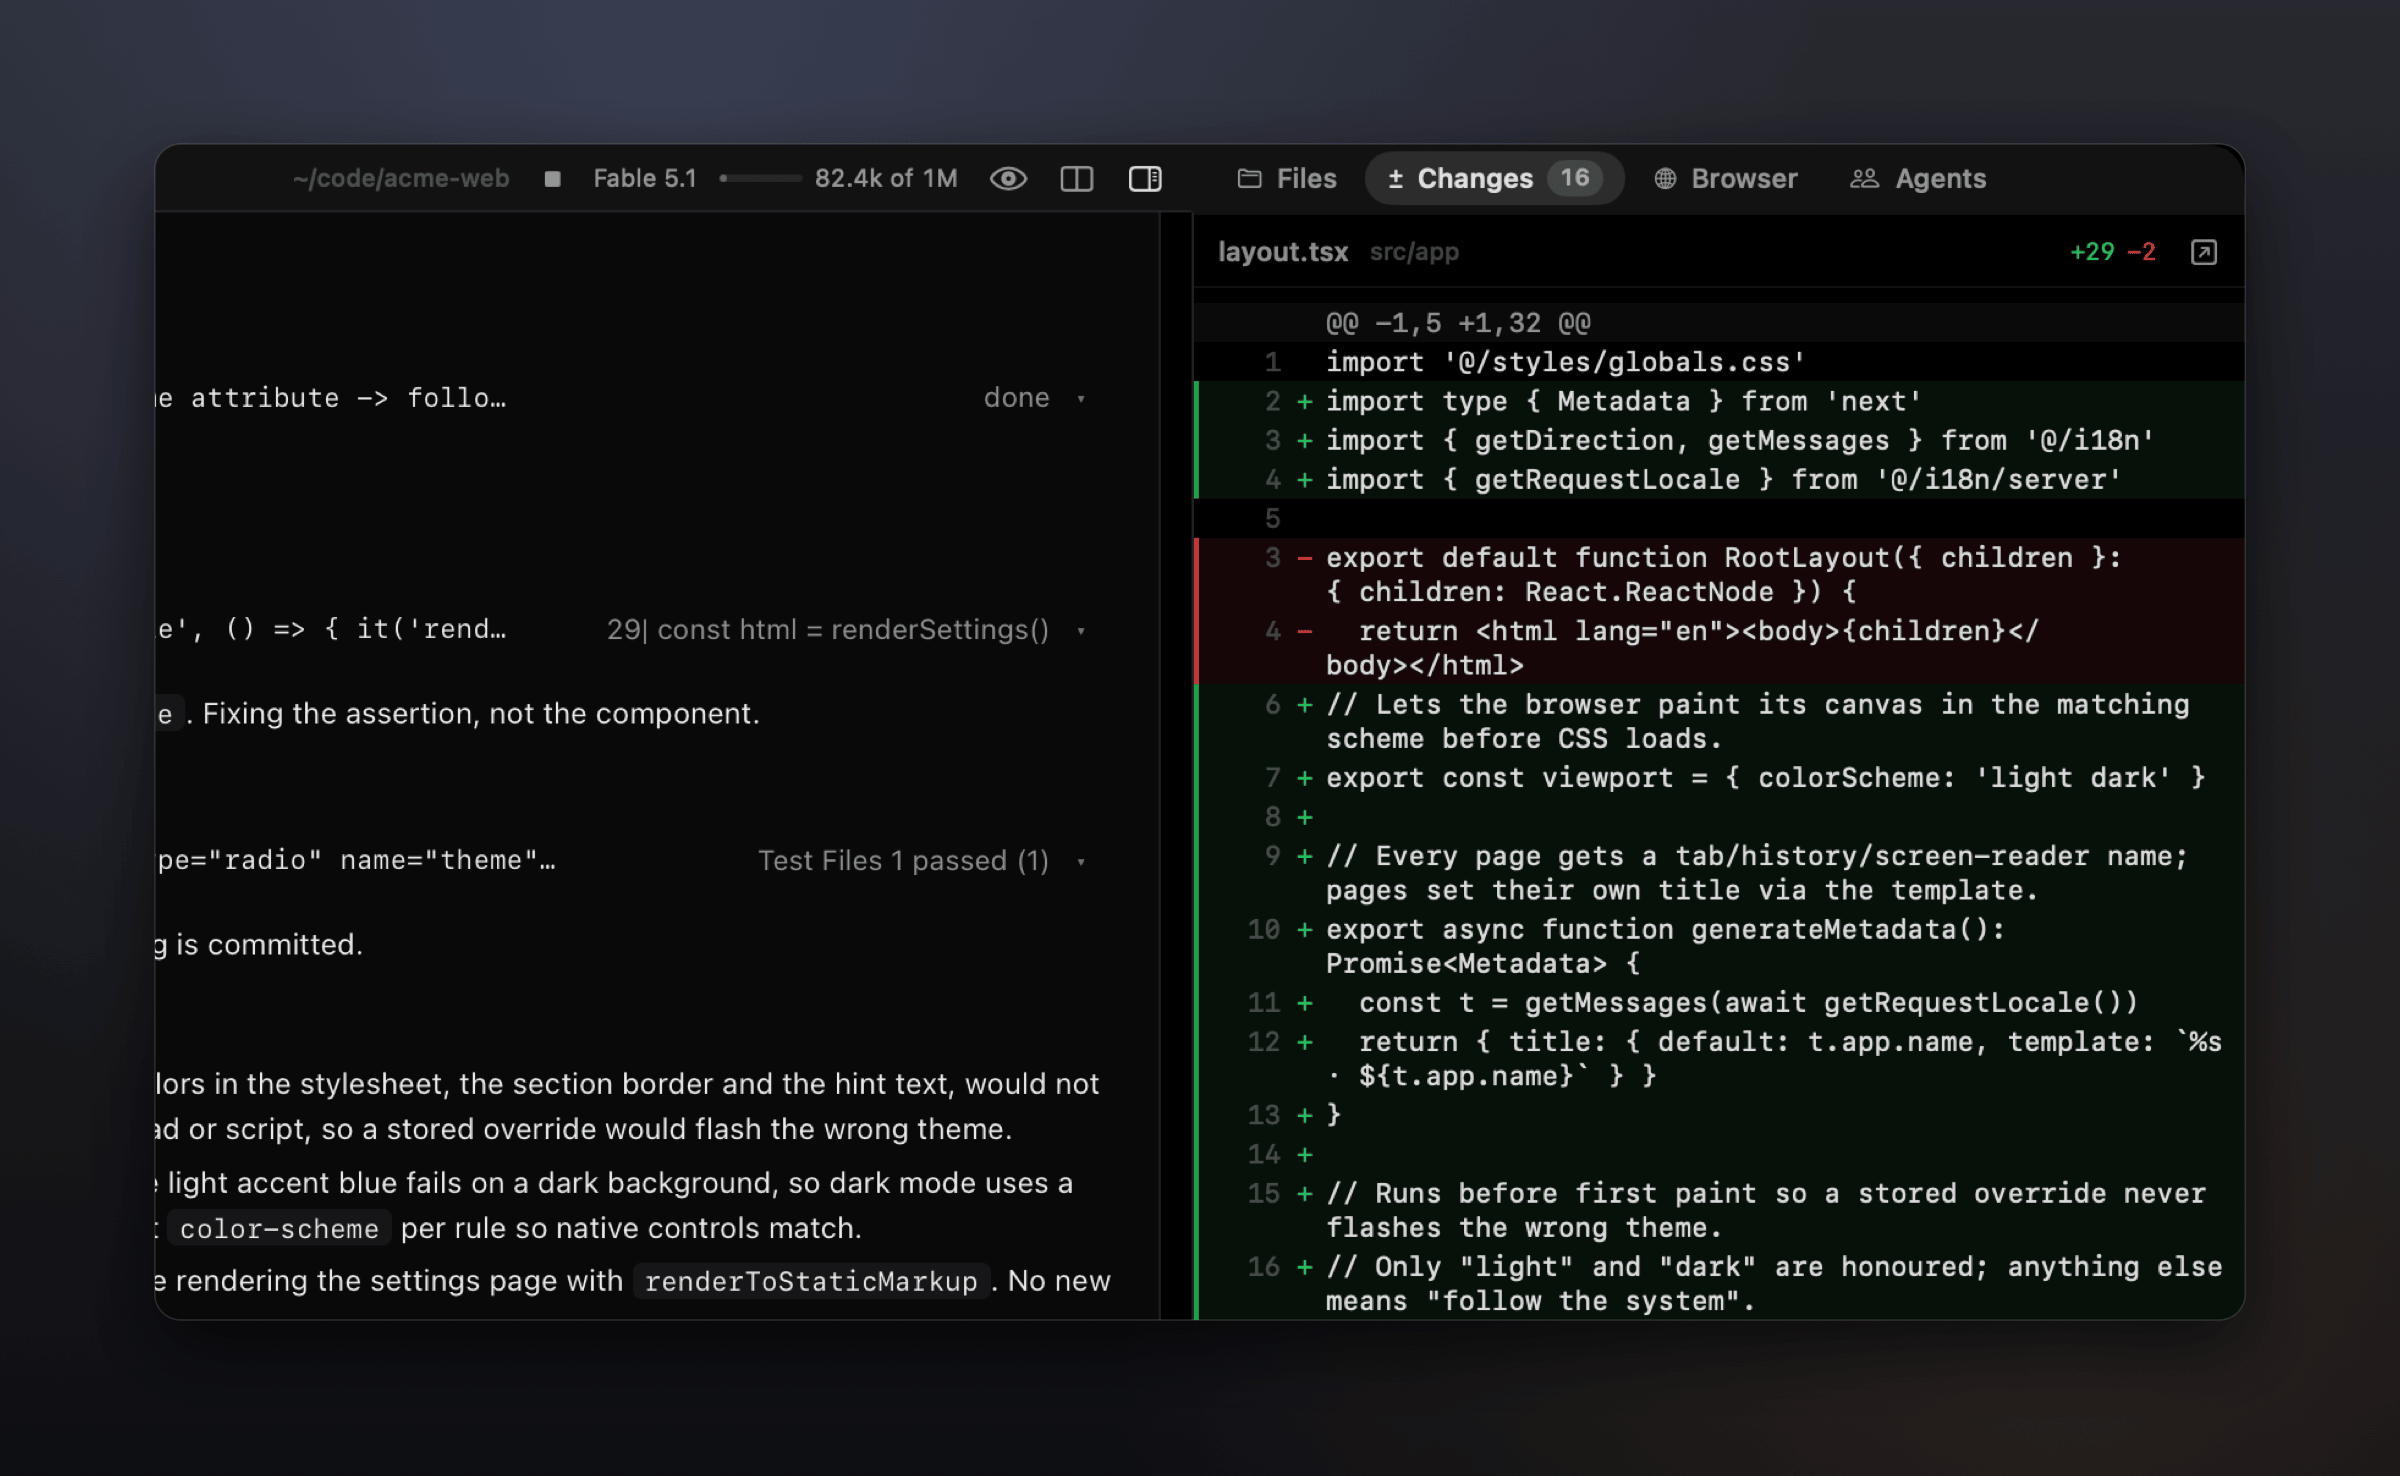 ~/code/acme-web Fable 5.1 82.4k of 1M
Files ± Changes 16 Browser Agents
e attribute -> follo… done
e', () => { it('rend… 29| const html = renderSettings()
e . Fixing the assertion, not the component.
pe="radio" name="theme"… Test Files 1 passed (1)
g is committed.
lors in the stylesheet, the section border and the hint text, would not
ad or script, so a stored override would flash the wrong theme.
e light accent blue fails on a dark background, so dark mode uses a
t color-scheme per rule so native controls match.
e rendering the settings page with renderToStaticMarkup. No new
layout.tsx src/app +29 −2
@@ −1,5 +1,32 @@
1 import '@/styles/globals.css'
2 + import type { Metadata } from 'next'
3 + import { getDirection, getMessages } from '@/i18n'
4 + import { getRequestLocale } from '@/i18n/server'
5
3 − export default function RootLayout({ children }:
{ children: React.ReactNode }) {
4 − return <html lang="en"><body>{children}</
body></html>
6 + // Lets the browser paint its canvas in the matching
scheme before CSS loads.
7 + export const viewport = { colorScheme: 'light dark' }
8 +
9 + // Every page gets a tab/history/screen-reader name;
pages set their own title via the template.
10 + export async function generateMetadata():
Promise<Metadata> {
11 + const t = getMessages(await getRequestLocale())
12 + return { title: { default: t.app.name, template: `%s
· ${t.app.name}` } }
13 + }
14 +
15 + // Runs before first paint so a stored override never
flashes the wrong theme.
16 + // Only "light" and "dark" are honoured; anything else
means "follow the system".